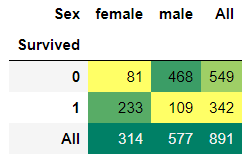 Sex female male All
Survived
0 81 468 549
1 233 109 342
All 314 577 891